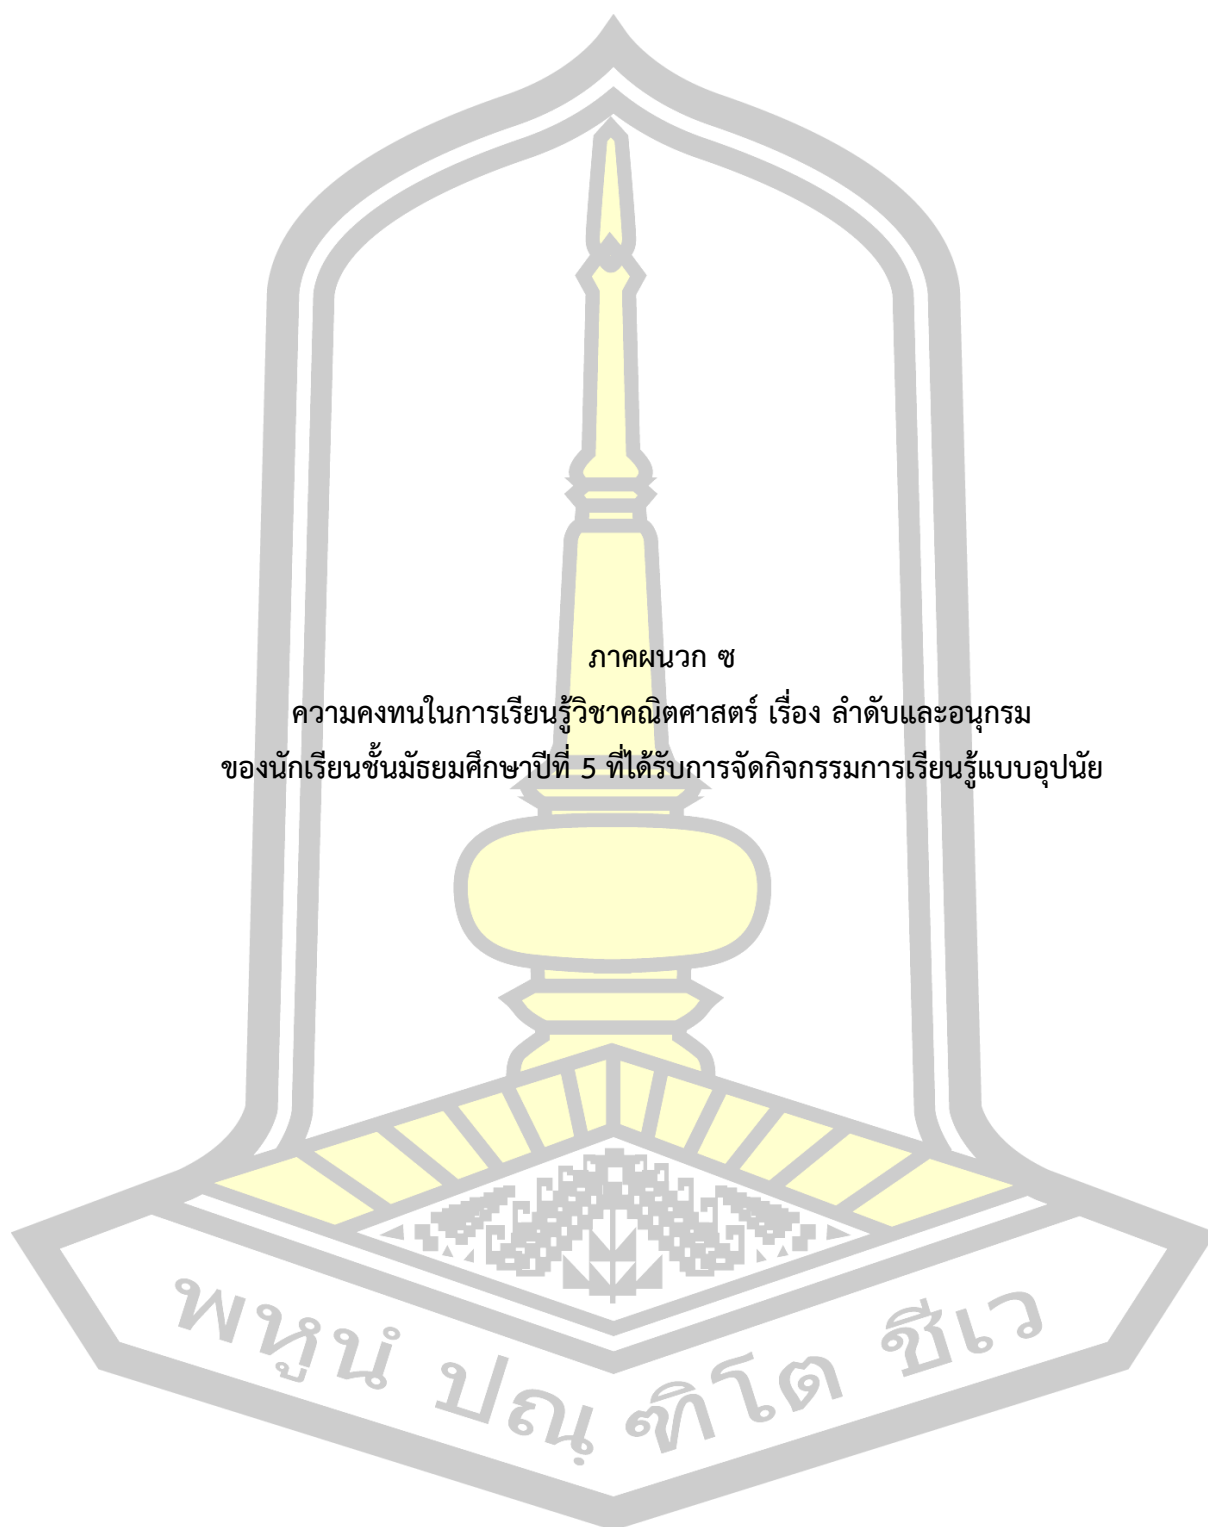 ภาคผนวก ซ
ความคงทนในการเรียนรู้วิชาคณิตศาสตร์ เรื่อง ลำดับและอนุกรม
ของนักเรียนชั้นมัธยมศึกษาปีที่ 5 ที่ได้รับการจัดกิจกรรมการเรียนรู้แบบอุปนัย
พหูนํ ปณฺฑิโต ชีเว